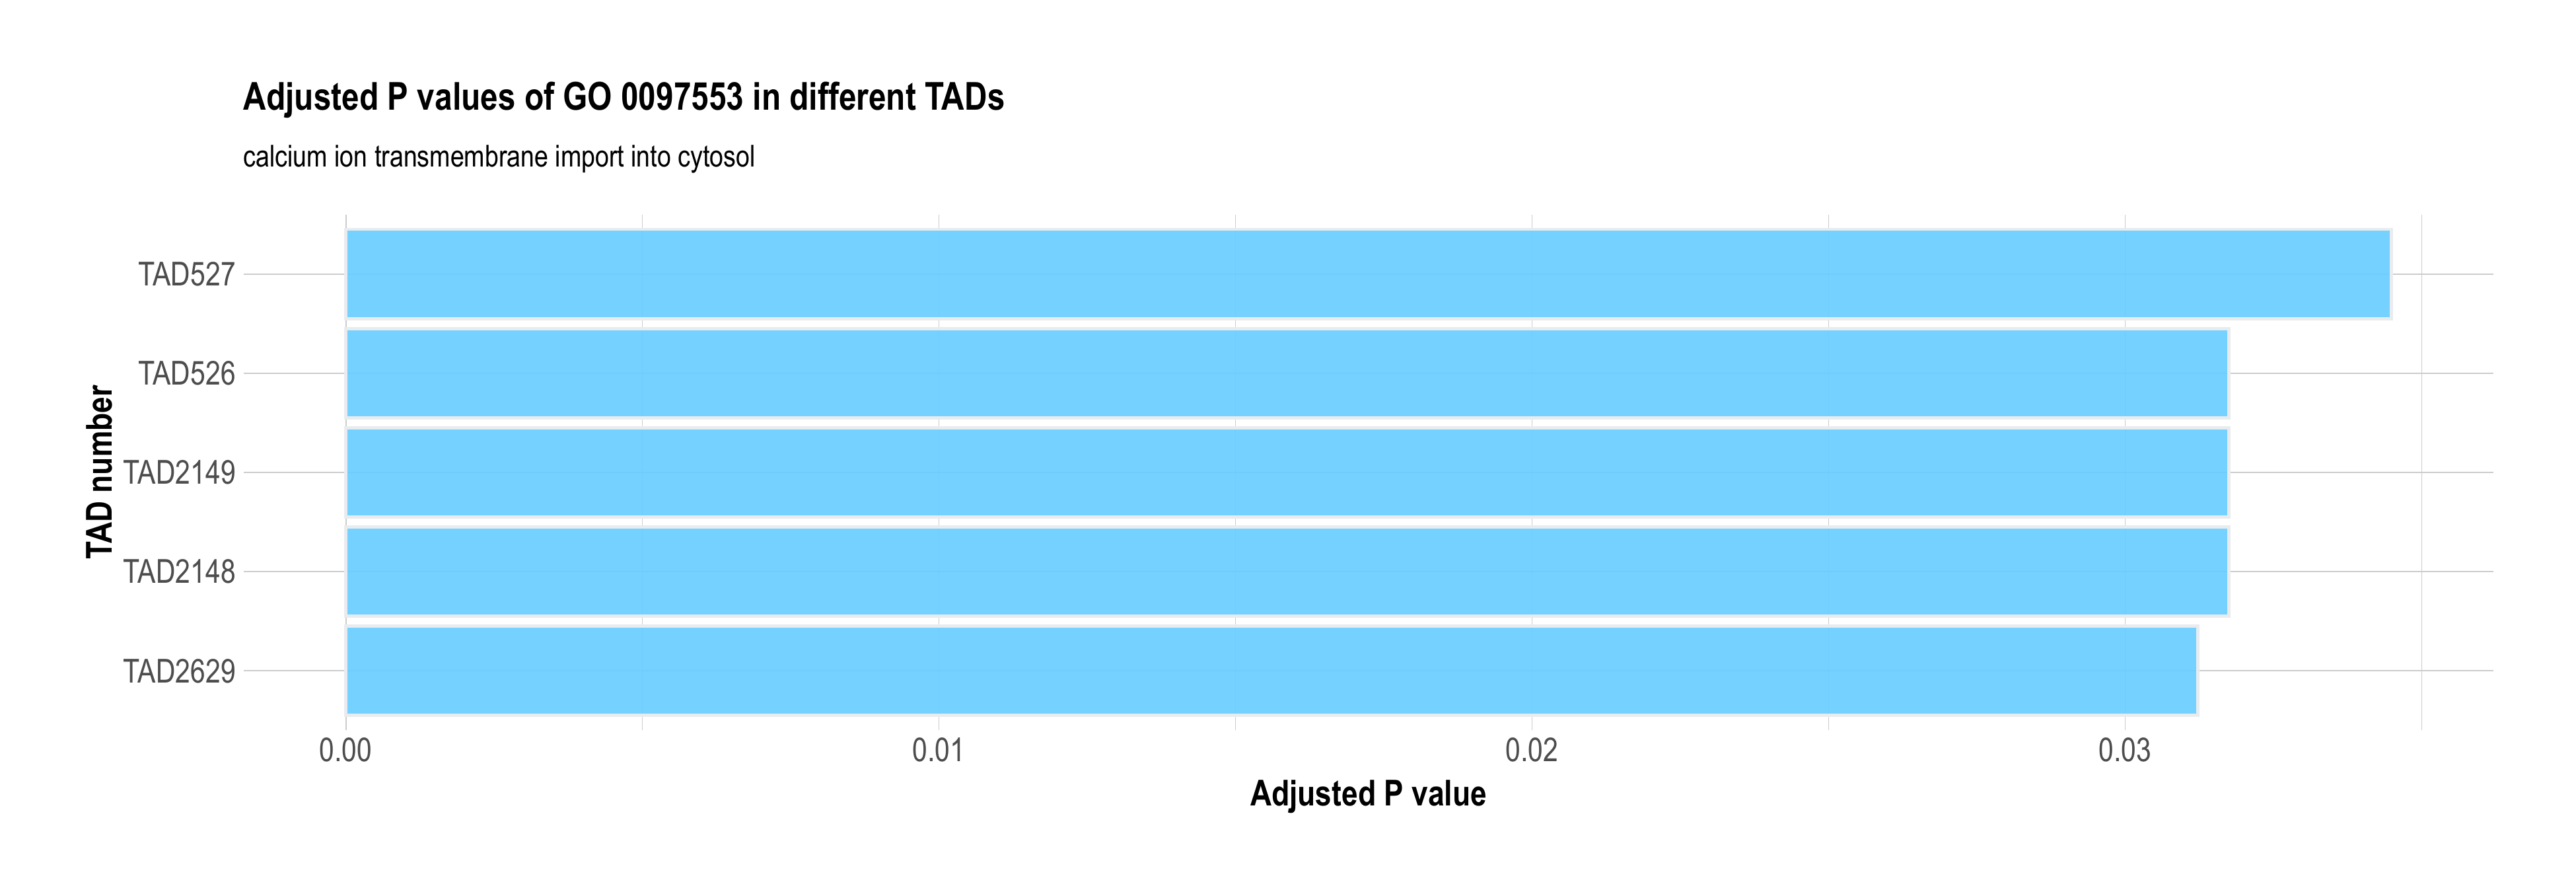 Adjusted P values of GO 0097553 in different TADs
calcium ion transmembrane import into cytosol
TAD number
TAD527
TAD526
TAD2149
TAD2148
TAD2629
0.00 0.01 0.02 0.03
Adjusted P value